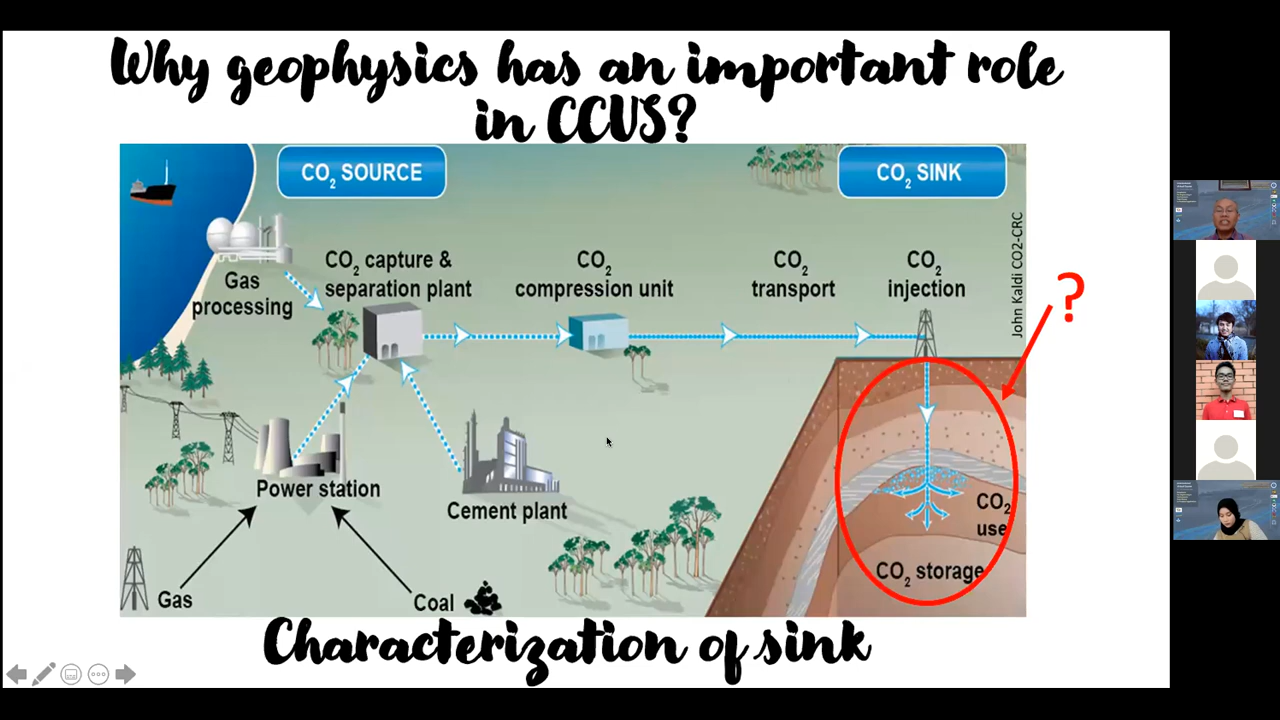 Why geophysics has an important role
in CCUS?
CO₂ SOURCE
CO₂ SINK
Gas
processing
CO₂ capture &
separation plant
CO₂
compression unit
CO₂
transport
CO₂
injection
John Kaldi CO2-CRC
?
Power station
Cement plant
CO₂
use
CO₂ storage
Gas
Coal
Characterization of sink